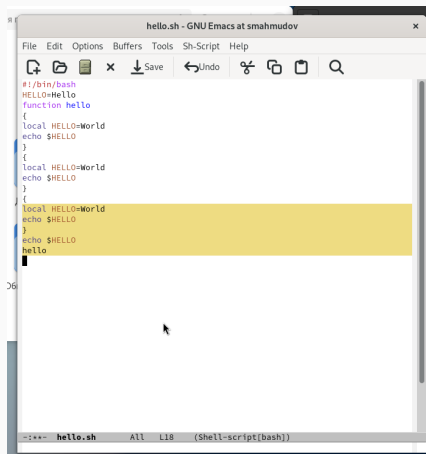 hello.sh - GNU Emacs at smahmudov
File Edit Options Buffers Tools Sh-Script Help
Save Undo
#!/bin/bash
HELLO=Hello
function hello
{
local HELLO=World
echo $HELLO
}
{
local HELLO=World
echo $HELLO
}
{
local HELLO=World
echo $HELLO
}
echo $HELLO
hello
-:**- hello.sh All L18 (Shell-script[bash])